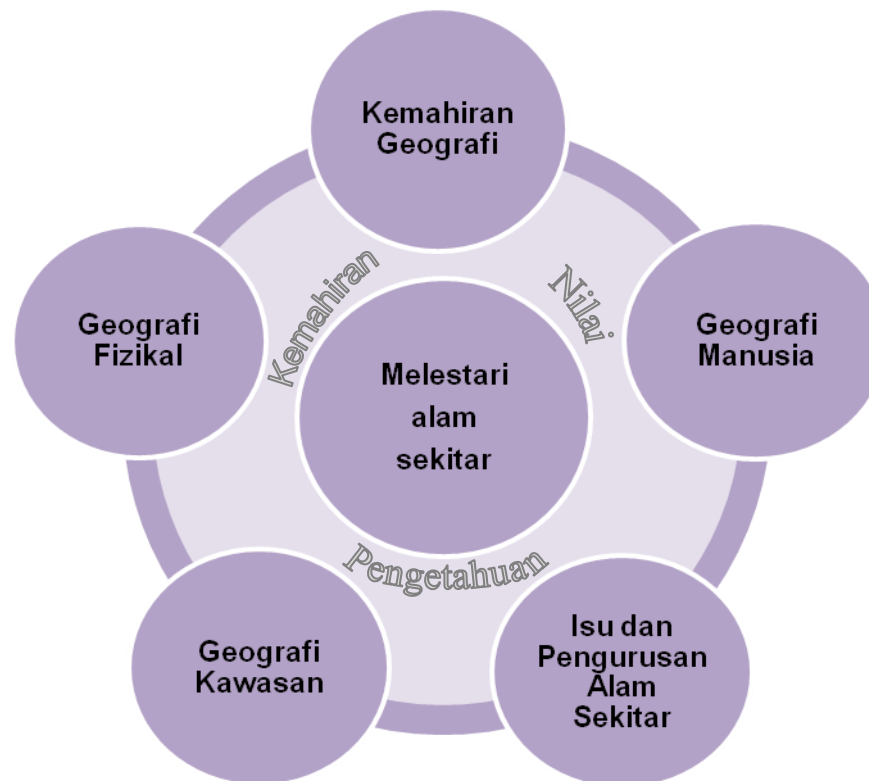 Kemahiran
Geografi
Geografi
Fizikal
Kemahiran
Nilai
Geografi
Manusia
Melestari
alam
sekitar
Pengetahuan
Geografi
Kawasan
Isu dan
Pengurusan
Alam
Sekitar